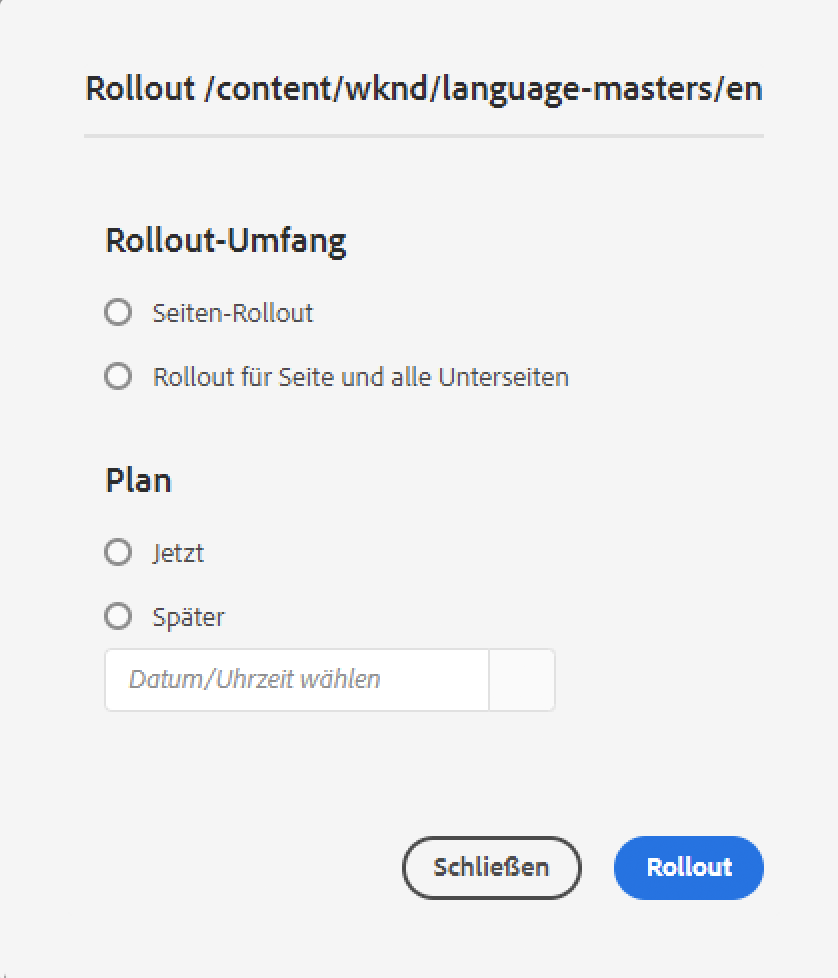 Rollout /content/wknd/language-masters/en
Rollout-Umfang
Seiten-Rollout
Rollout für Seite und alle Unterseiten
Plan
Jetzt
Später
Datum/Uhrzeit wählen
Schließen Rollout